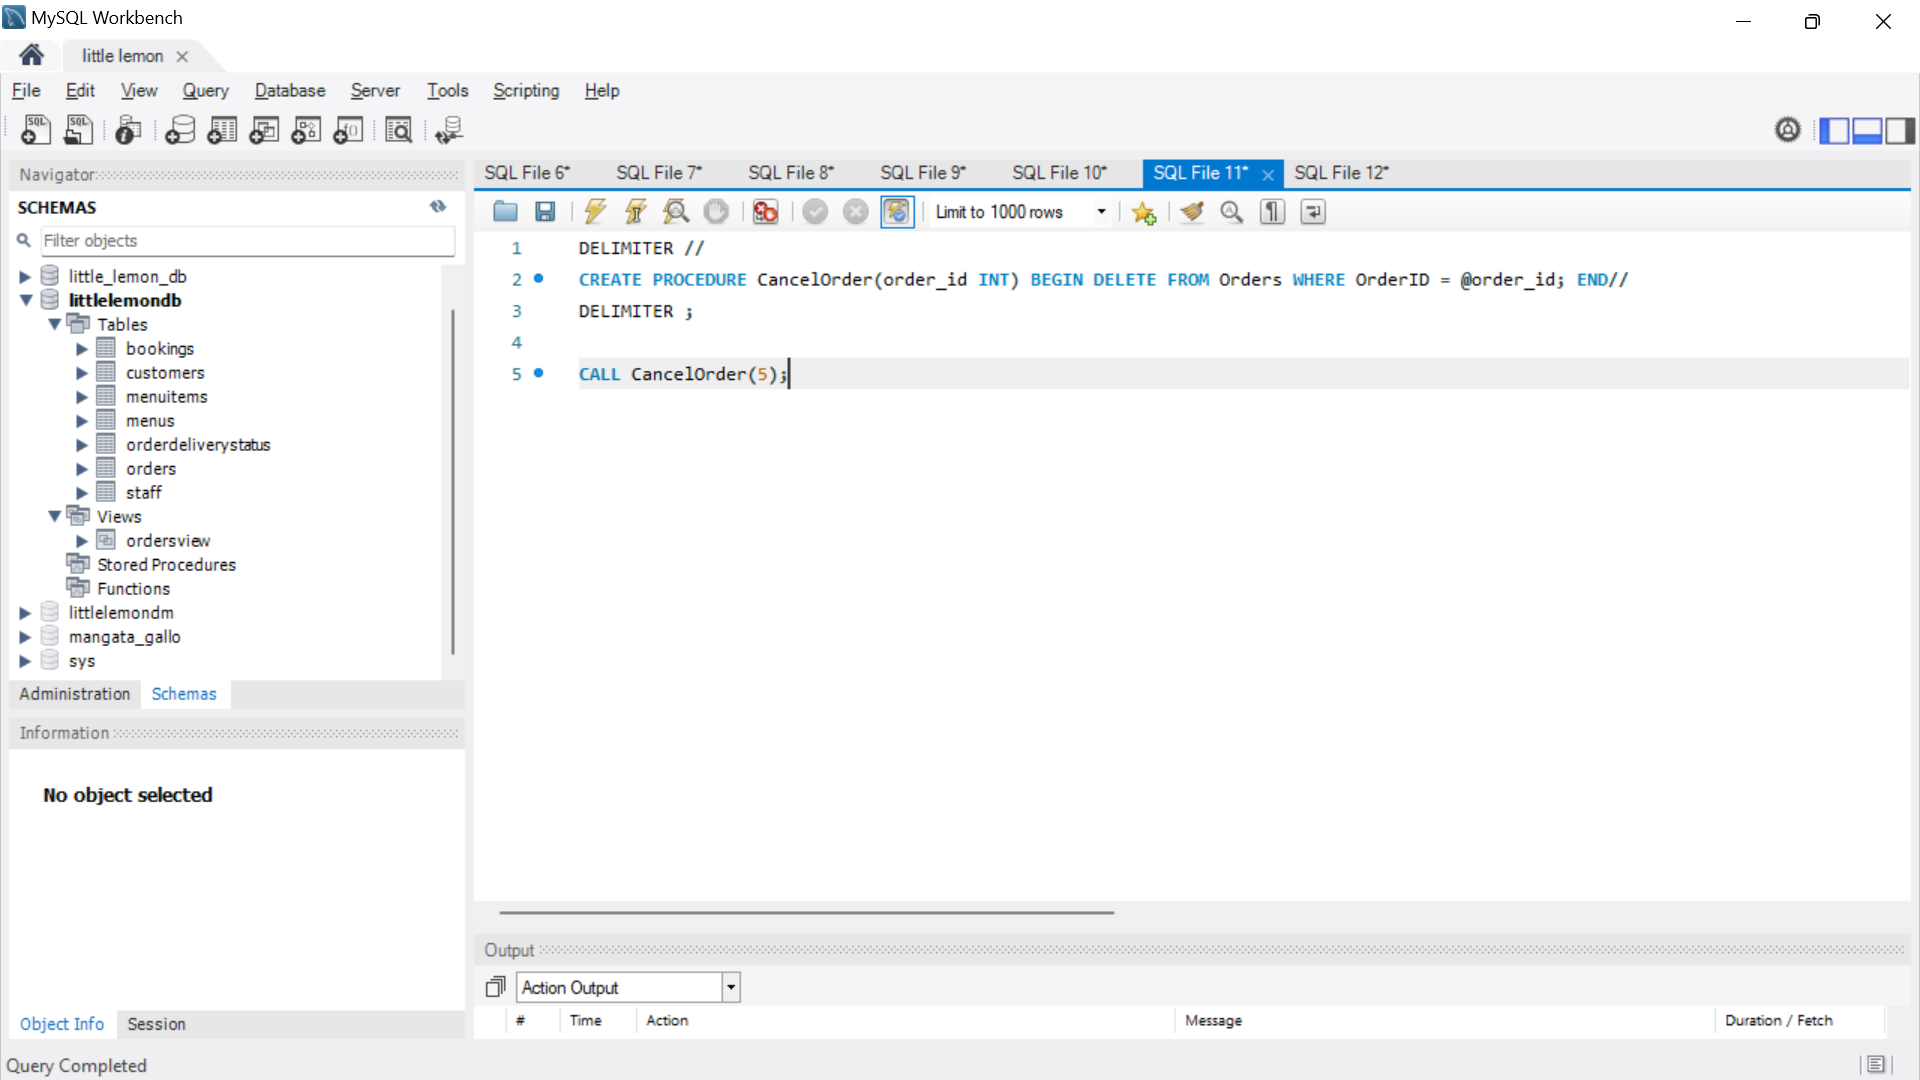 MySQL Workbench
little lemon
File Edit View Query Database Server Tools Scripting Help
Navigator
SCHEMAS
Filter objects
little_lemon_db
littlelemondb
Tables
bookings
customers
menuitems
menus
orderdeliverystatus
orders
staff
Views
ordersview
Stored Procedures
Functions
littlelemondm
mangata_gallo
sys
Administration Schemas
Information
No object selected
Object Info Session
SQL File 6* SQL File 7* SQL File 8* SQL File 9* SQL File 10* SQL File 11* SQL File 12*
Limit to 1000 rows
1 DELIMITER //
2 CREATE PROCEDURE CancelOrder(order_id INT) BEGIN DELETE FROM Orders WHERE OrderID = @order_id; END//
3 DELIMITER ;
4
5 CALL CancelOrder(5);
Output
Action Output
# Time Action Message Duration / Fetch
Query Completed